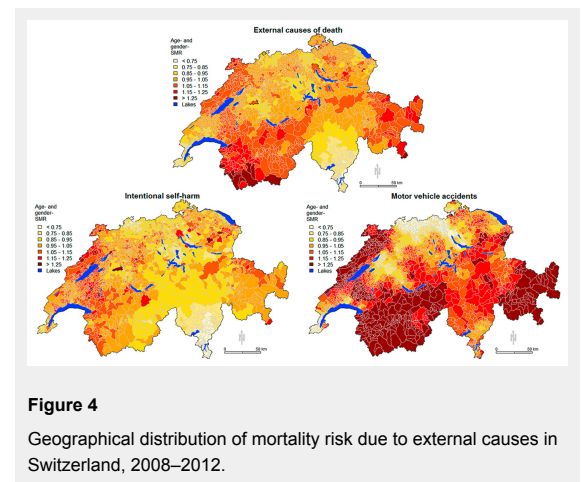 External causes of death
Age- and
gender-
SMR
< 0.75
0.75 - 0.85
0.85 - 0.95
0.95 - 1.05
1.05 - 1.15
1.15 - 1.25
> 1.25
Lakes
0 50 km
Intentional self-harm
Age- and
gender-
SMR
< 0.75
0.75 - 0.85
0.85 - 0.95
0.95 - 1.05
1.05 - 1.15
1.15 - 1.25
> 1.25
Lakes
0 50 km
Motor vehicle accidents
Age- and
gender-
SMR
< 0.75
0.75 - 0.85
0.85 - 0.95
0.95 - 1.05
1.05 - 1.15
1.15 - 1.25
> 1.25
Lakes
0 50 km
Figure 4
Geographical distribution of mortality risk due to external causes in
Switzerland, 2008–2012.